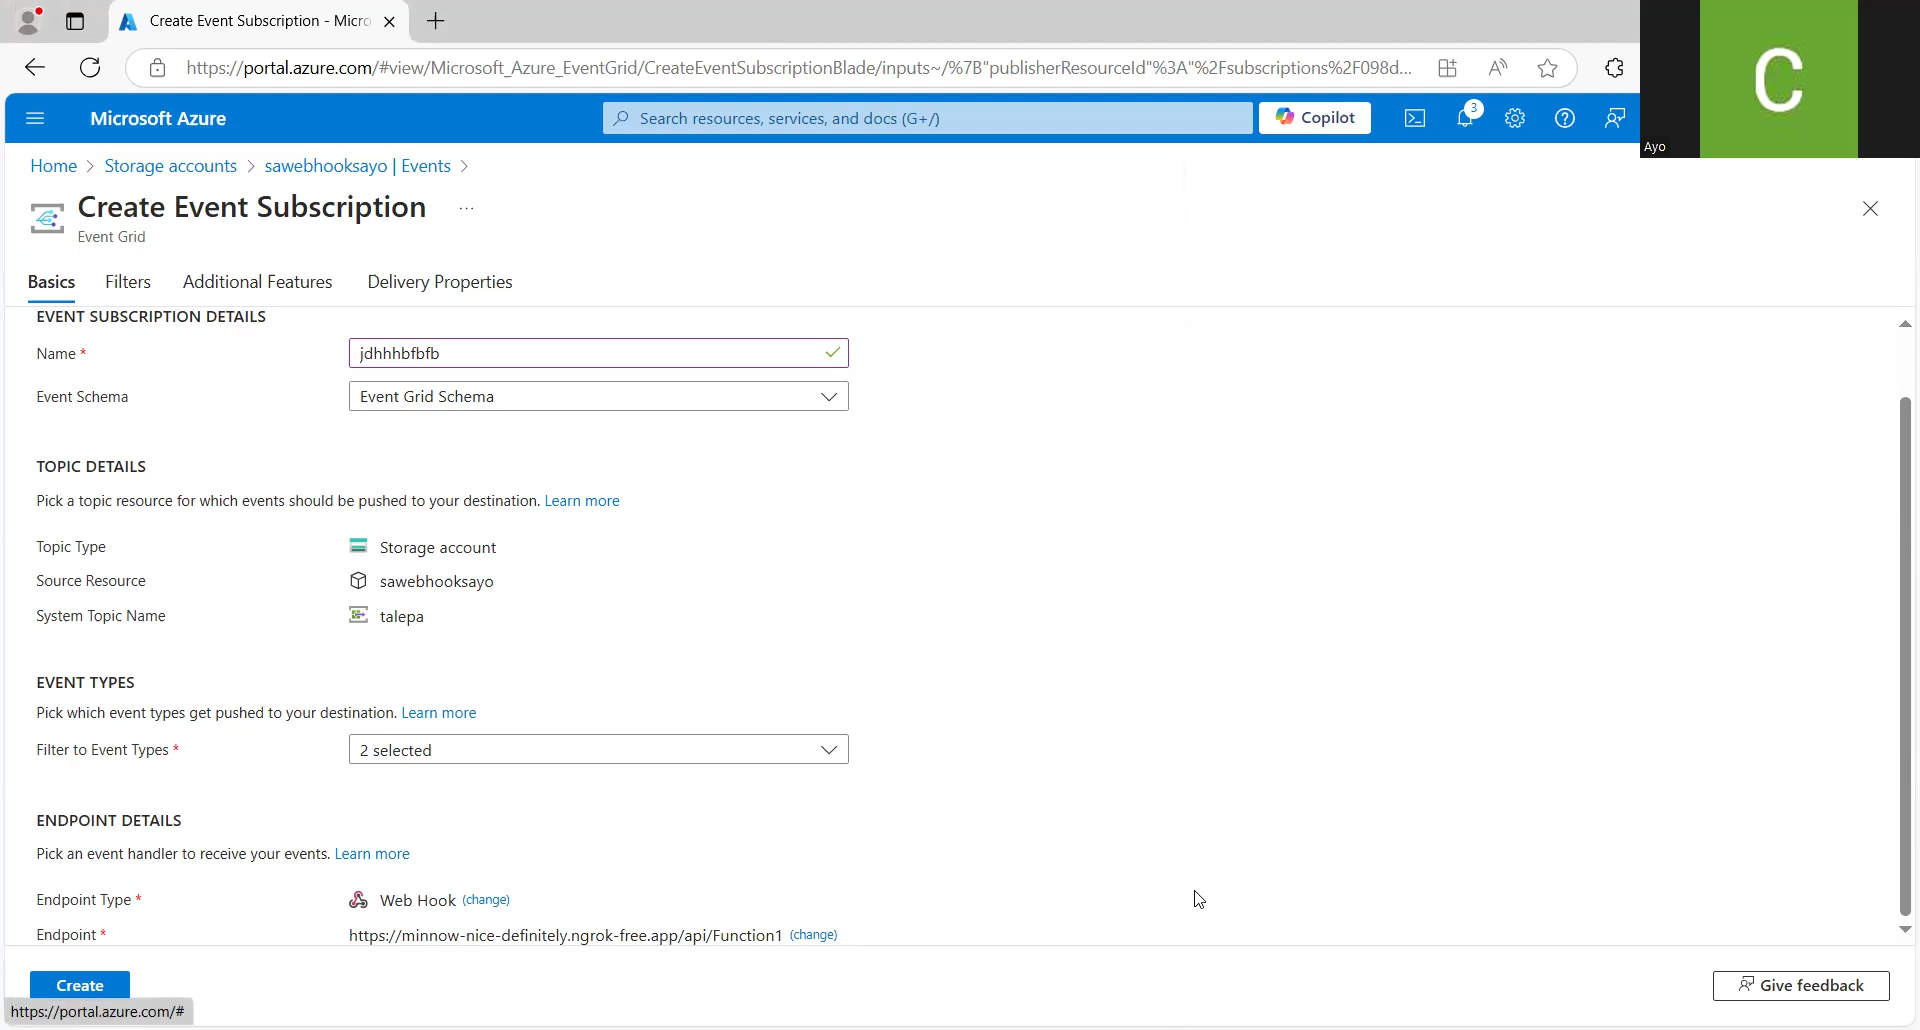 Create Event Subscription - Micro
https://portal.azure.com/#view/Microsoft_Azure_EventGrid/CreateEventSubscriptionBlade/inputs~/%7B"publisherResourceId"%3A"%2Fsubscriptions%2F098d...
Microsoft Azure
Search resources, services, and docs (G+/)
Copilot
3
C
Ayo
Home > Storage accounts > sawebhooksayo | Events >
Create Event Subscription ...
Event Grid
Basics Filters Additional Features Delivery Properties
EVENT SUBSCRIPTION DETAILS
Name * jdhhhbfbfb
Event Schema Event Grid Schema
TOPIC DETAILS
Pick a topic resource for which events should be pushed to your destination. Learn more
Topic Type Storage account
Source Resource sawebhooksayo
System Topic Name talepa
EVENT TYPES
Pick which event types get pushed to your destination. Learn more
Filter to Event Types * 2 selected
ENDPOINT DETAILS
Pick an event handler to receive your events. Learn more
Endpoint Type * Web Hook (change)
Endpoint * https://minnow-nice-definitely.ngrok-free.app/api/Function1 (change)
Create
Give feedback
https://portal.azure.com/#